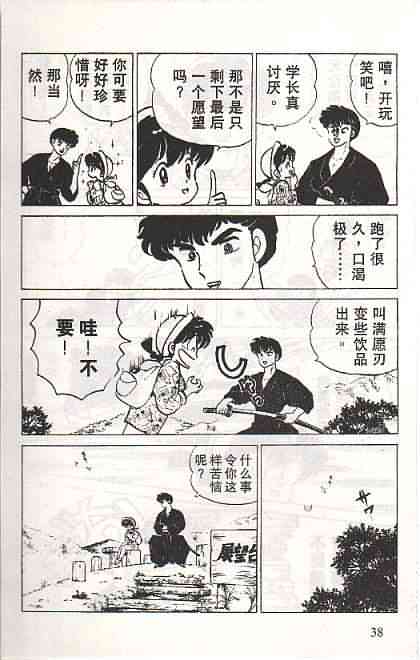 嘻，开玩
笑吧！
学长真
讨厌。
那不是只
剩下最后
一个愿望
吗？
你可要
好好珍
惜呀！
那当
然！
跑了很
久，口渴
极了……
叫满愿刃
变些饮品
出来。
哇！不
要！
サッ
什么事
令你这
样苦恼
呢？
展望台
38